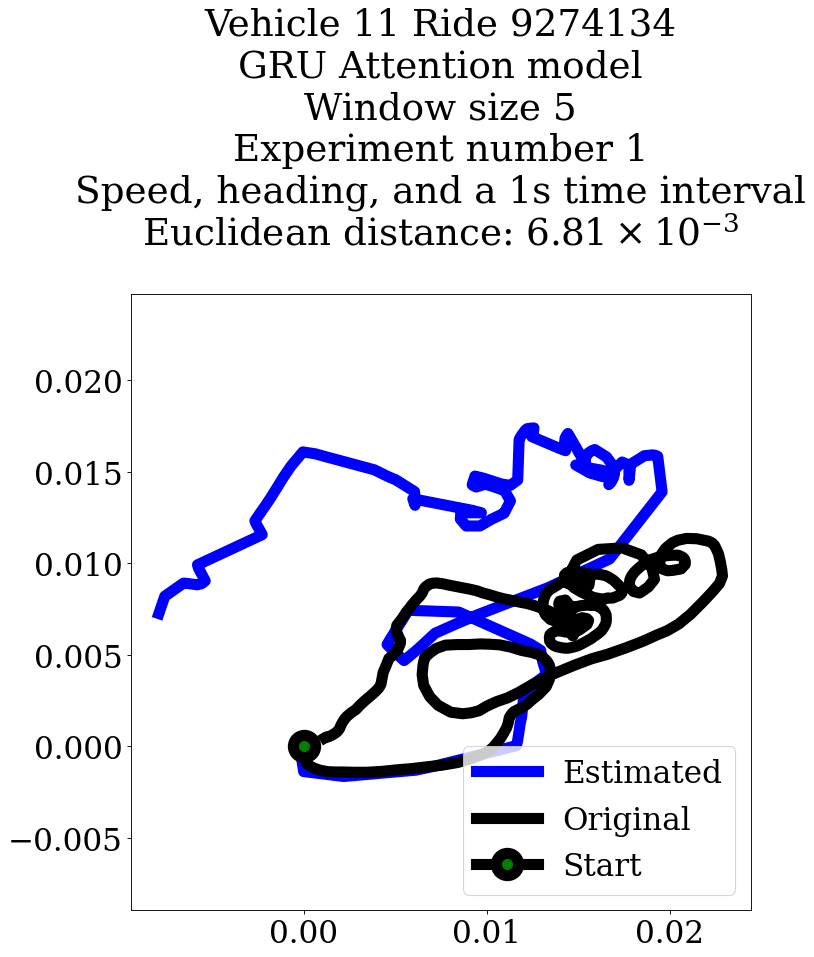 Vehicle 11 Ride 9274134
GRU Attention model
Window size 5
Experiment number 1
Speed, heading, and a 1s time interval
Euclidean distance: 6.81 × 10⁻³
0.020
0.015
0.010
0.005
0.000
−0.005
Estimated
Original
Start
0.00 0.01 0.02